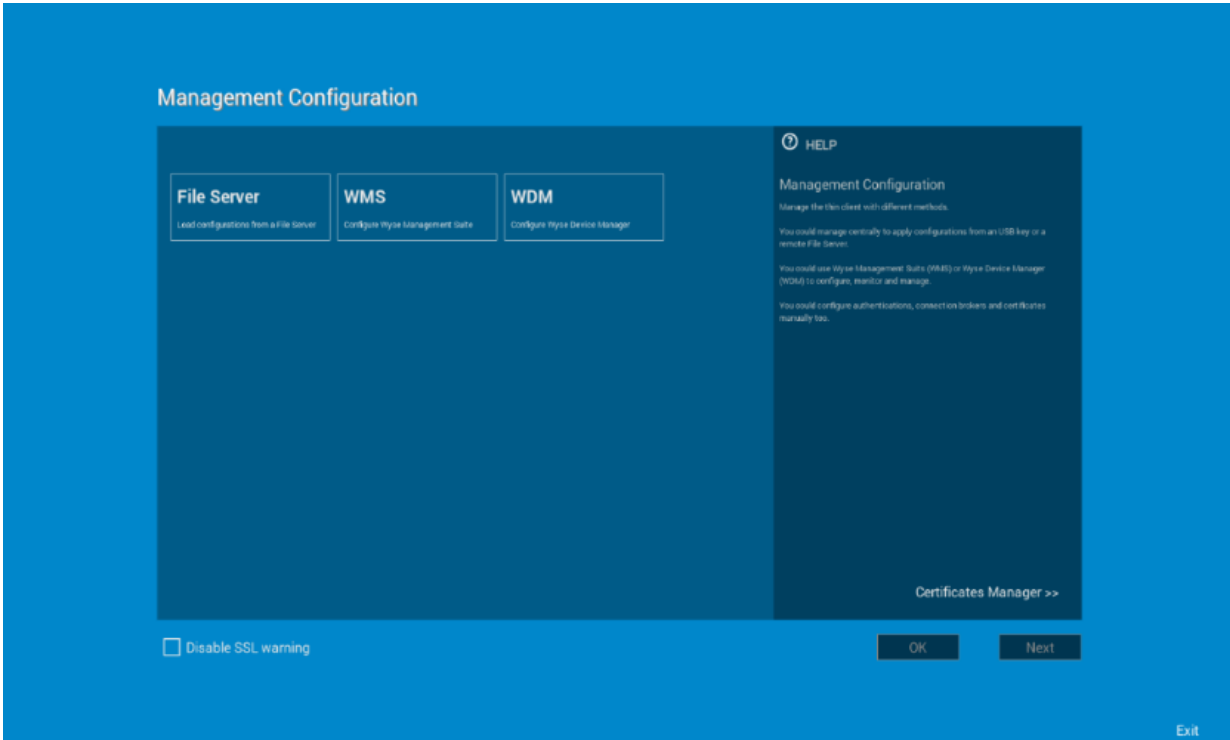 Management Configuration
HELP
File Server
WMS
WDM
Load configurations from a File Server
Configure Wyse Management Suite
Configure Wyse Device Manager
Management Configuration
Manage the thin client with different methods.
You could manage centrally to apply configurations from an USB key or a
remote File Server.
You could use Wyse Management Suite (WMS) or Wyse Device Manager
(WDM) to configure, monitor and manage.
You could configure authentications, connection brokers and certificates
manually too.
Certificates Manager >>
Disable SSL warning
OK
Next
Exit